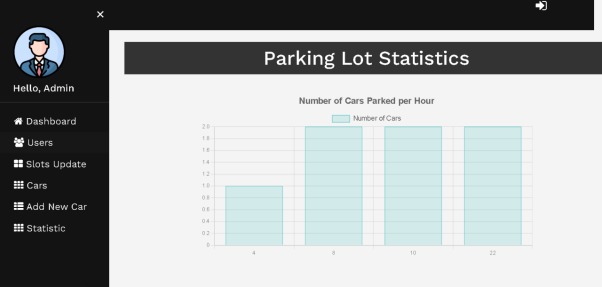 ×
Hello, Admin
Dashboard
Users
Slots Update
Cars
Add New Car
Statistic
Parking Lot Statistics
Number of Cars Parked per Hour
Number of Cars
2.0
1.8
1.6
1.4
1.2
1.0
0.8
0.6
0.4
0.2
0
4
10
22